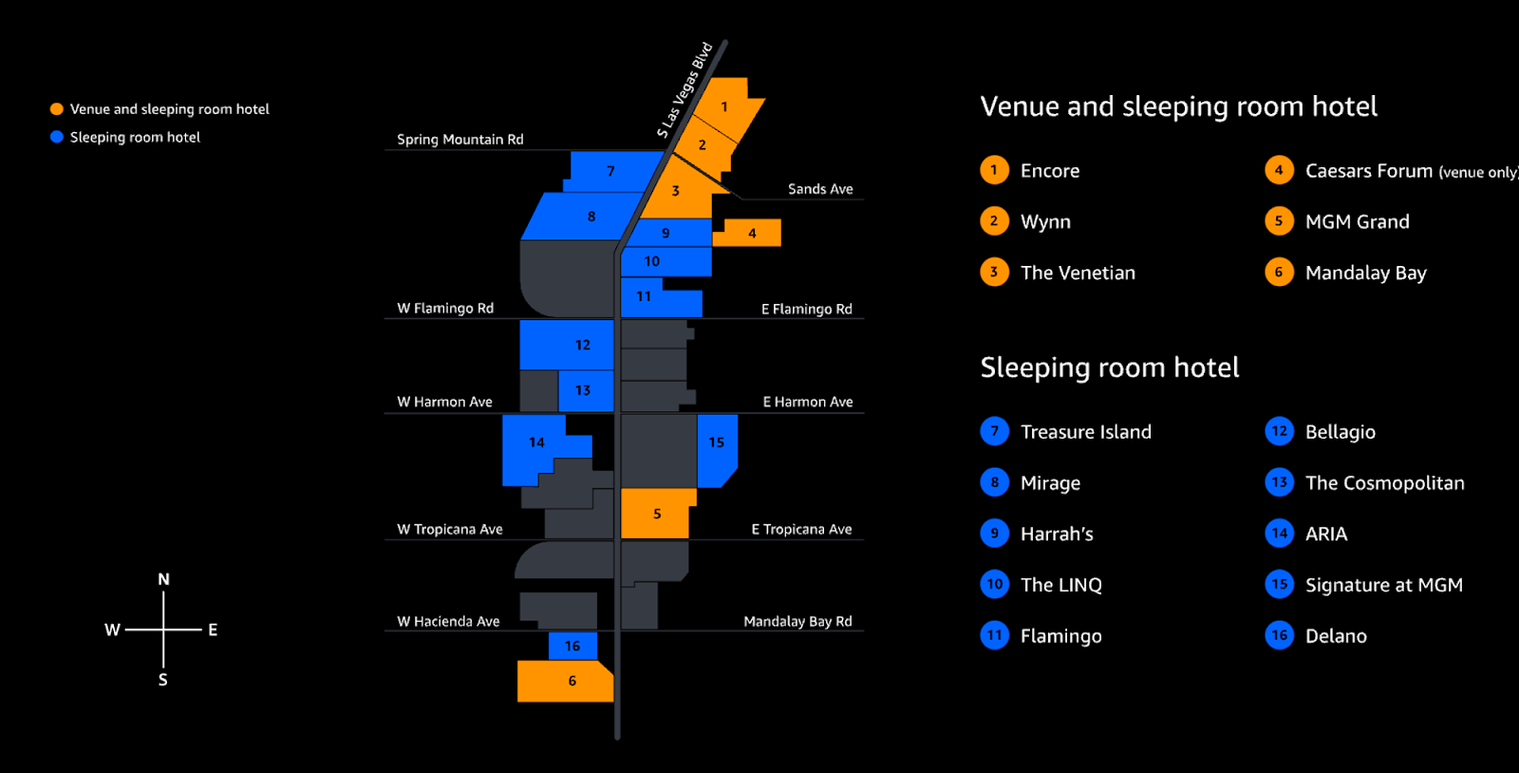 Venue and sleeping room hotel
Sleeping room hotel
S Las Vegas Blvd
Spring Mountain Rd
Sands Ave
W Flamingo Rd
E Flamingo Rd
W Harmon Ave
E Harmon Ave
W Tropicana Ave
E Tropicana Ave
W Hacienda Ave
Mandalay Bay Rd
1
2
7
3
8
9
4
10
11
12
13
14
15
5
16
6
N
W
E
S
Venue and sleeping room hotel
1 Encore
2 Wynn
3 The Venetian
4 Caesars Forum (venue only)
5 MGM Grand
6 Mandalay Bay
Sleeping room hotel
7 Treasure Island
8 Mirage
9 Harrah's
10 The LINQ
11 Flamingo
12 Bellagio
13 The Cosmopolitan
14 ARIA
15 Signature at MGM
16 Delano